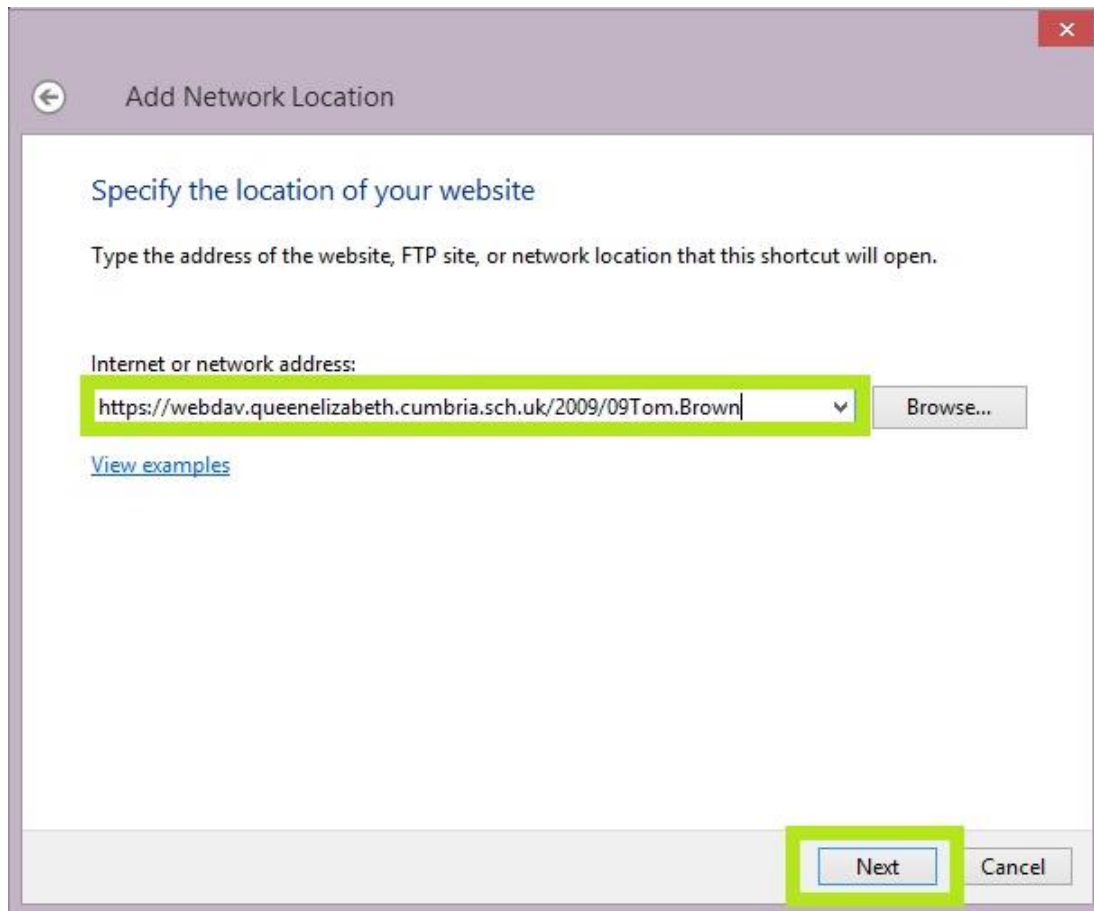 Add Network Location
Specify the location of your website
Type the address of the website, FTP site, or network location that this shortcut will open.
Internet or network address:
https://webdav.queenelizabeth.cumbria.sch.uk/2009/09Tom.Brown
Browse...
View examples
Next
Cancel